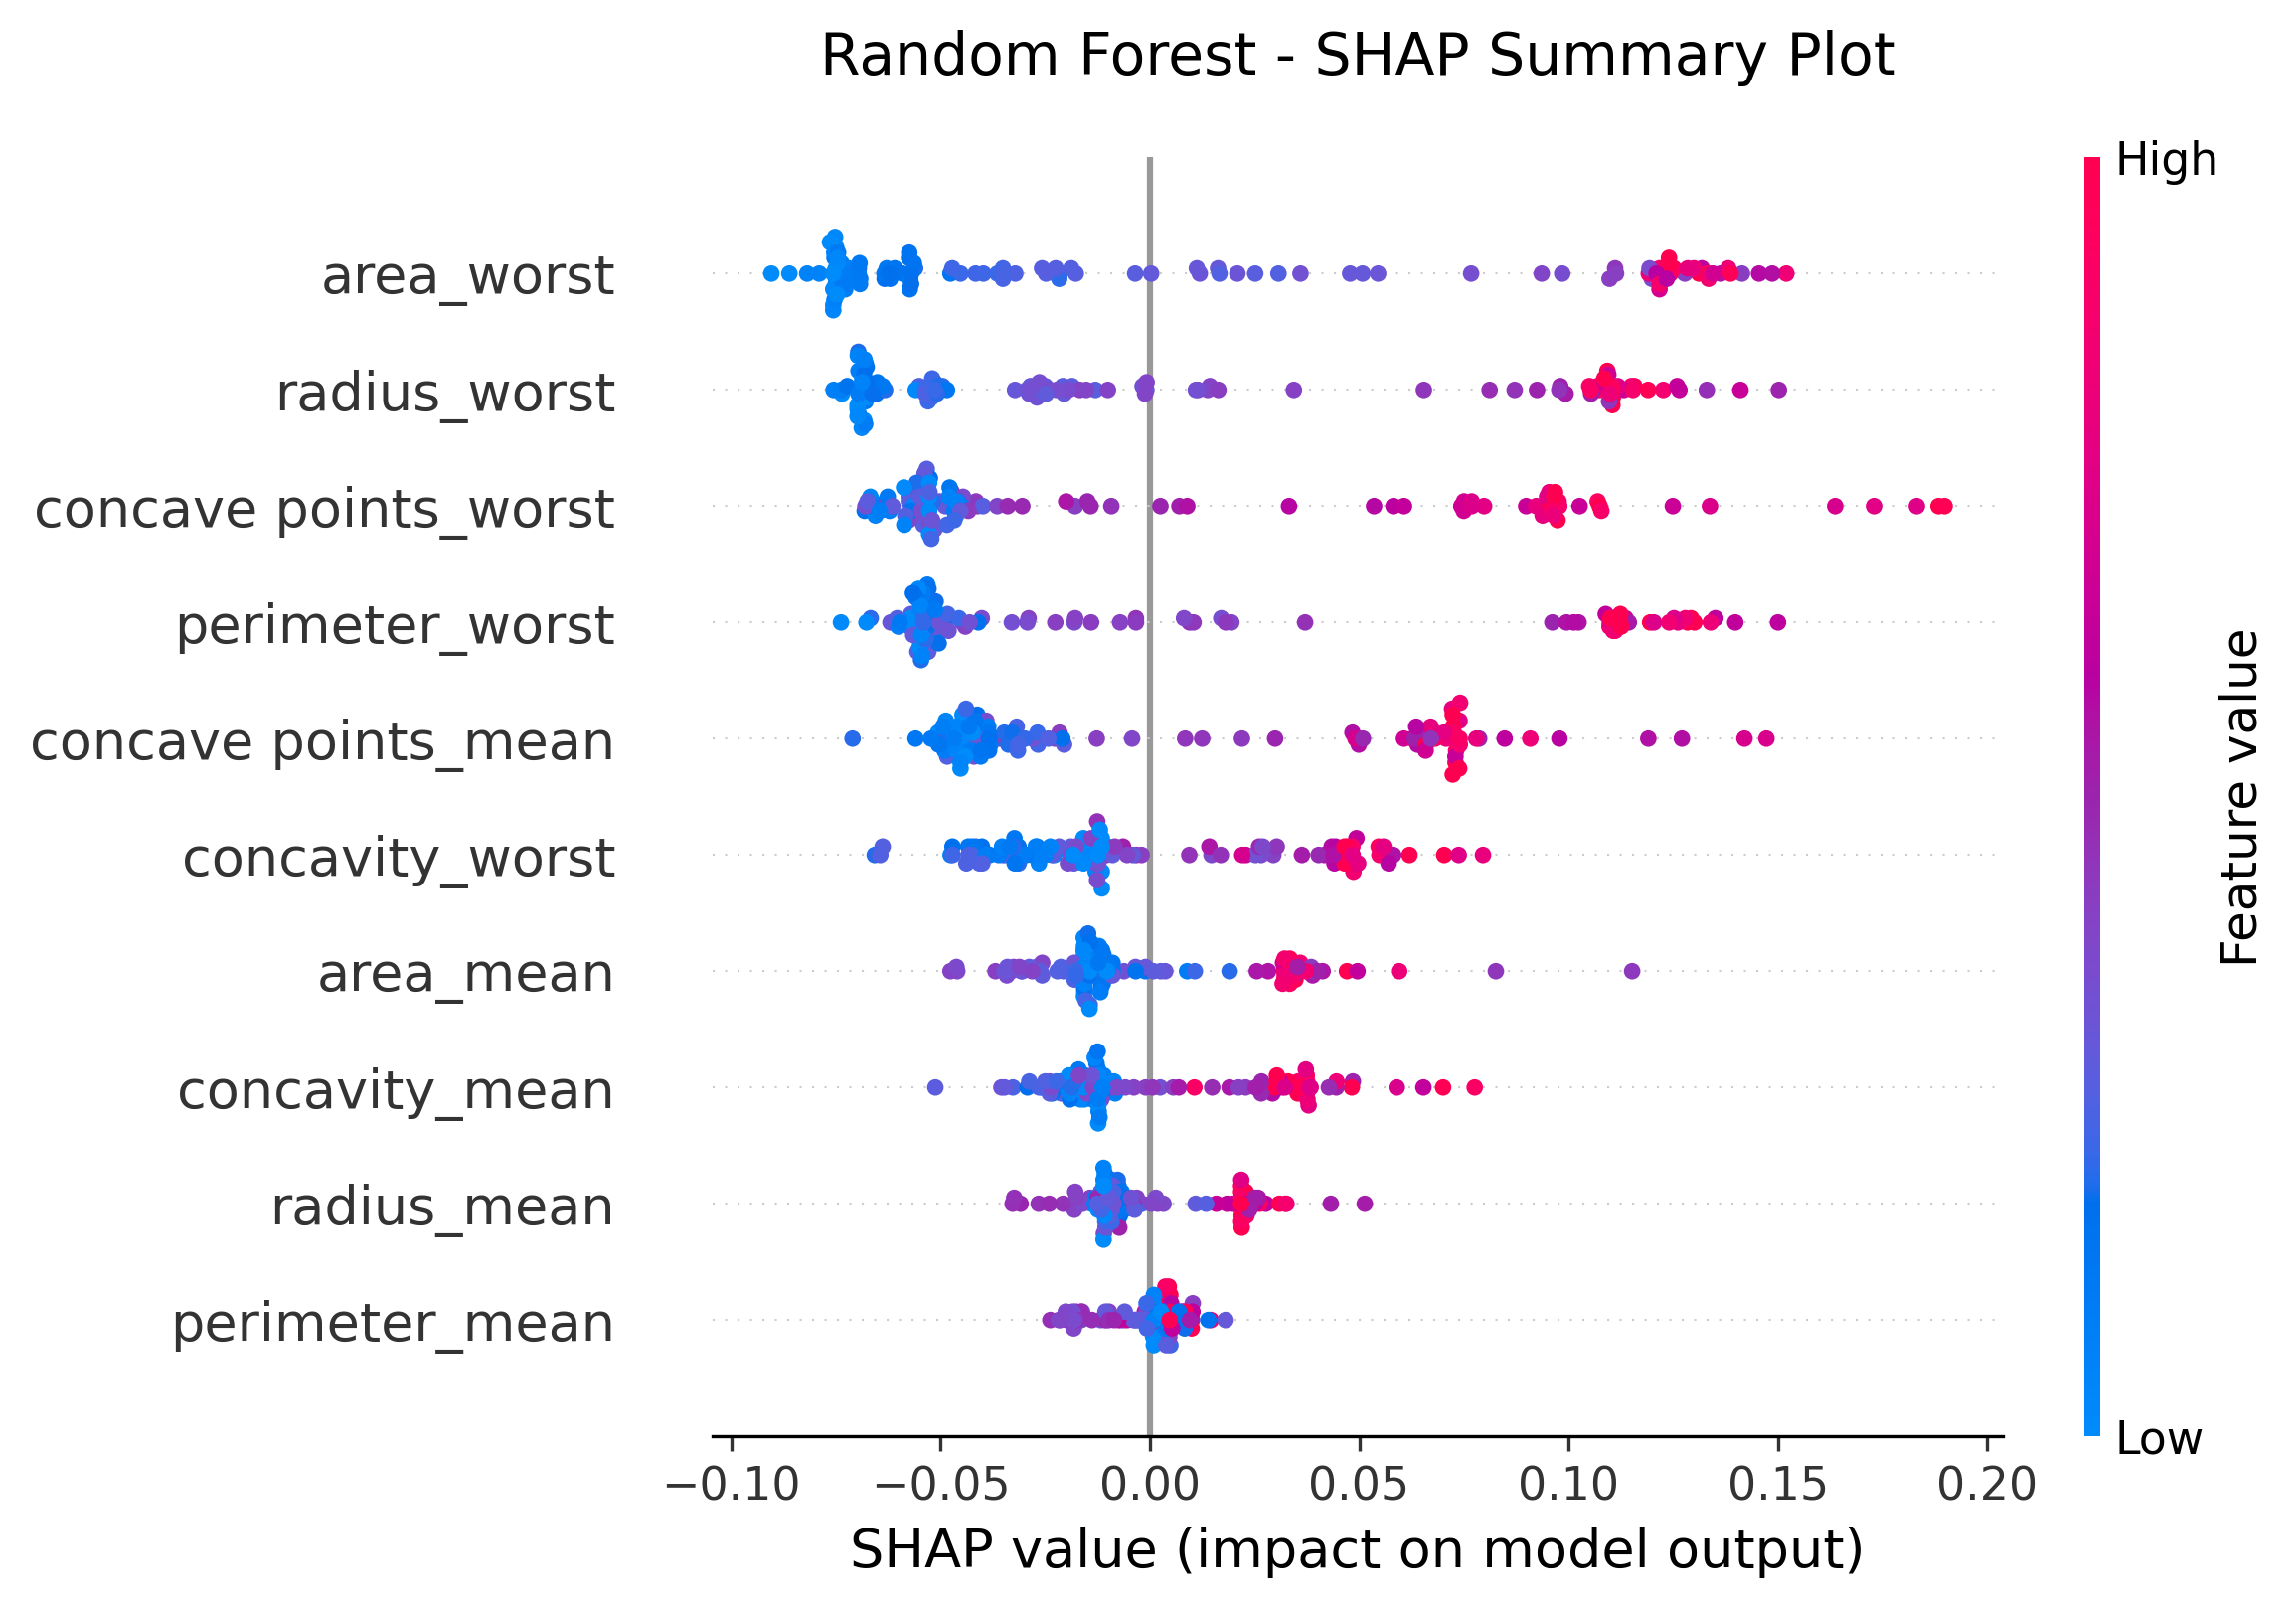 Random Forest - SHAP Summary Plot
High
area_worst
radius_worst
concave points_worst
perimeter_worst
concave points_mean
concavity_worst
area_mean
concavity_mean
radius_mean
perimeter_mean
Feature value
Low
−0.10 −0.05 0.00 0.05 0.10 0.15 0.20
SHAP value (impact on model output)